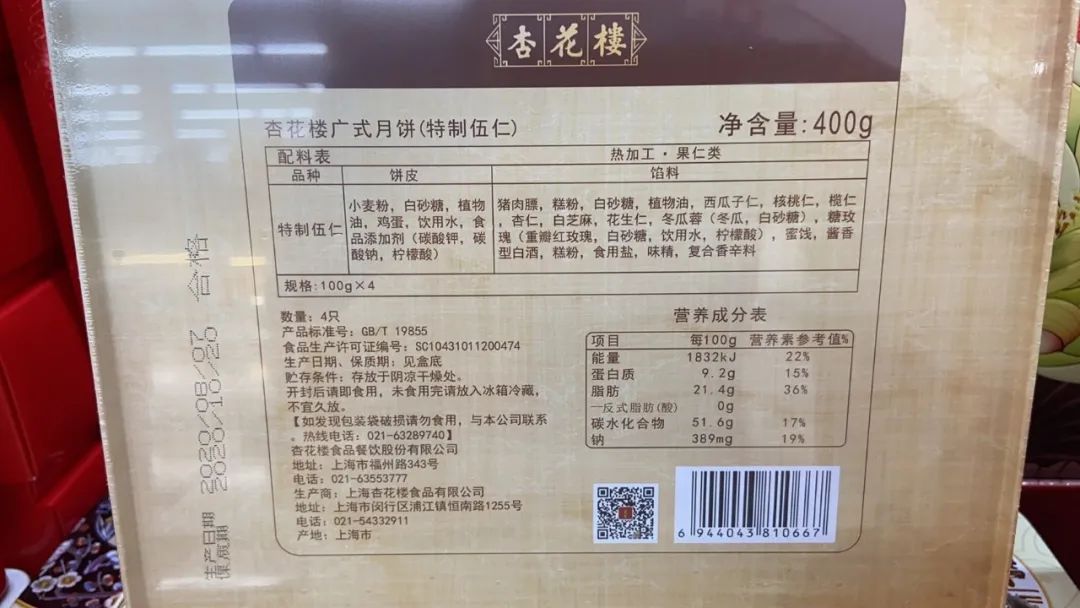 杏花楼
杏花楼广式月饼(特制伍仁)
净含量:400g
配料表
热加工·果仁类
品种
饼皮
馅料
特制伍仁
小麦粉，白砂糖，植物
油，鸡蛋，饮用水，食
品添加剂（碳酸钾，碳
酸钠，柠檬酸）
猪肉膘，糕粉，白砂糖，植物油，西瓜子仁，核桃仁，榄仁
，杏仁，白芝麻，花生仁，冬瓜蓉（冬瓜，白砂糖），糖玫
瑰（重瓣红玫瑰，白砂糖，饮用水，柠檬酸），蜜饯，酱香
型白酒，糕粉，食用盐，味精，复合香辛料
规格:100g×4
数量：4只
产品标准号：GB/T 19855
食品生产许可证编号：SC10431011200474
生产日期、保质期：见盒底
贮存条件：存放于阴凉干燥处。
开封后请即食用，未食用完请放入冰箱冷藏，
不宜久放。
【如发现包装袋破损请勿食用，与本公司联系
。热线电话：021-63289740】
杏花楼食品餐饮股份有限公司
地址：上海市福州路343号
电话：021-63553777
生产商：上海杏花楼食品有限公司
地址：上海市闵行区浦江镇恒南路1255号
电话：021-54332911
产地：上海市
营养成分表
项目 每100g 营养素参考值%
能量 1832kJ 22%
蛋白质 9.2g 15%
脂肪 21.4g 36%
—反式脂肪(酸) 0g
碳水化合物 51.6g 17%
钠 389mg 19%
6 944043 810667
生产日期 2020/08/07 合格
保质期 2020/10/20